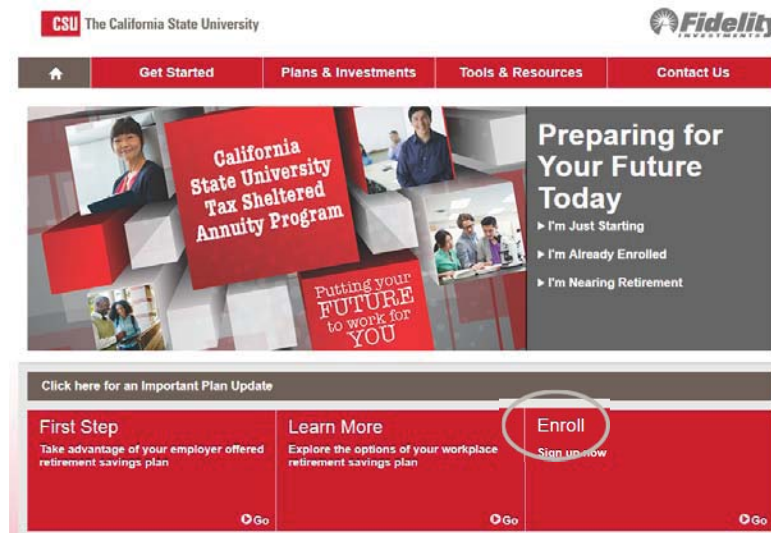 CSU The California State University
Fidelity
INVESTMENTS
Get Started
Plans & Investments
Tools & Resources
Contact Us
California
State University
Tax Sheltered
Annuity Program
Putting your
FUTURE
to work for
YOU
Preparing for
Your Future
Today
I'm Just Starting
I'm Already Enrolled
I'm Nearing Retirement
Click here for an Important Plan Update
First Step
Take advantage of your employer offered
retirement savings plan
Go
Learn More
Explore the options of your workplace
retirement savings plan
Go
Enroll
Sign up now
Go